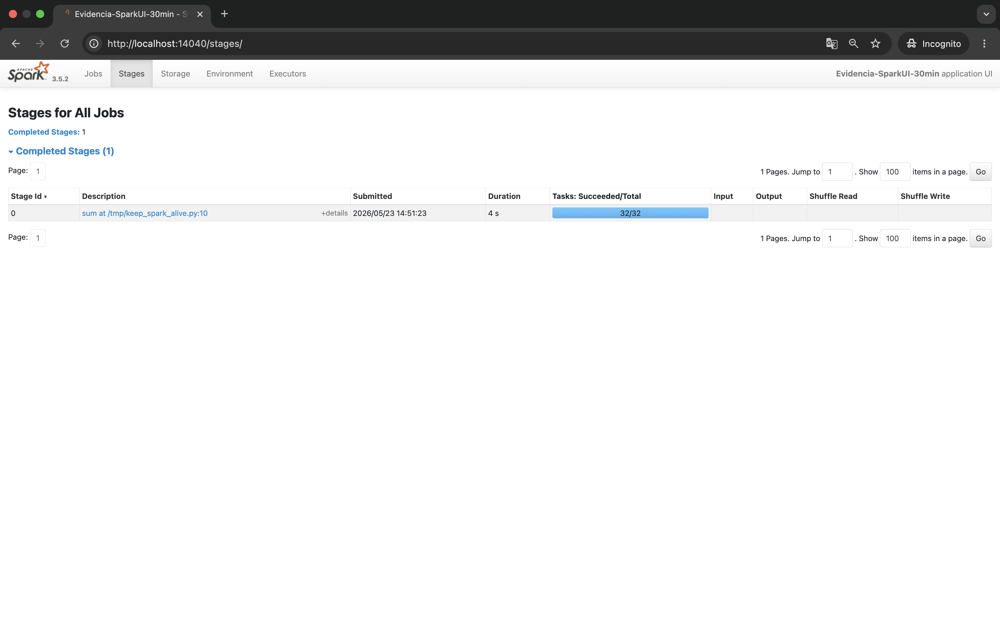 Evidencia-SparkUI-30min - S
http://localhost:14040/stages/
Incognito
APACHE Spark 3.5.2 Jobs Stages Storage Environment Executors Evidencia-SparkUI-30min application UI
Stages for All Jobs
Completed Stages: 1
Completed Stages (1)
Page: 1 1 Pages. Jump to 1 . Show 100 items in a page. Go
Stage Id Description Submitted Duration Tasks: Succeeded/Total Input Output Shuffle Read Shuffle Write
0 sum at /tmp/keep_spark_alive.py:10 +details 2026/05/23 14:51:23 4 s 32/32
Page: 1 1 Pages. Jump to 1 . Show 100 items in a page. Go